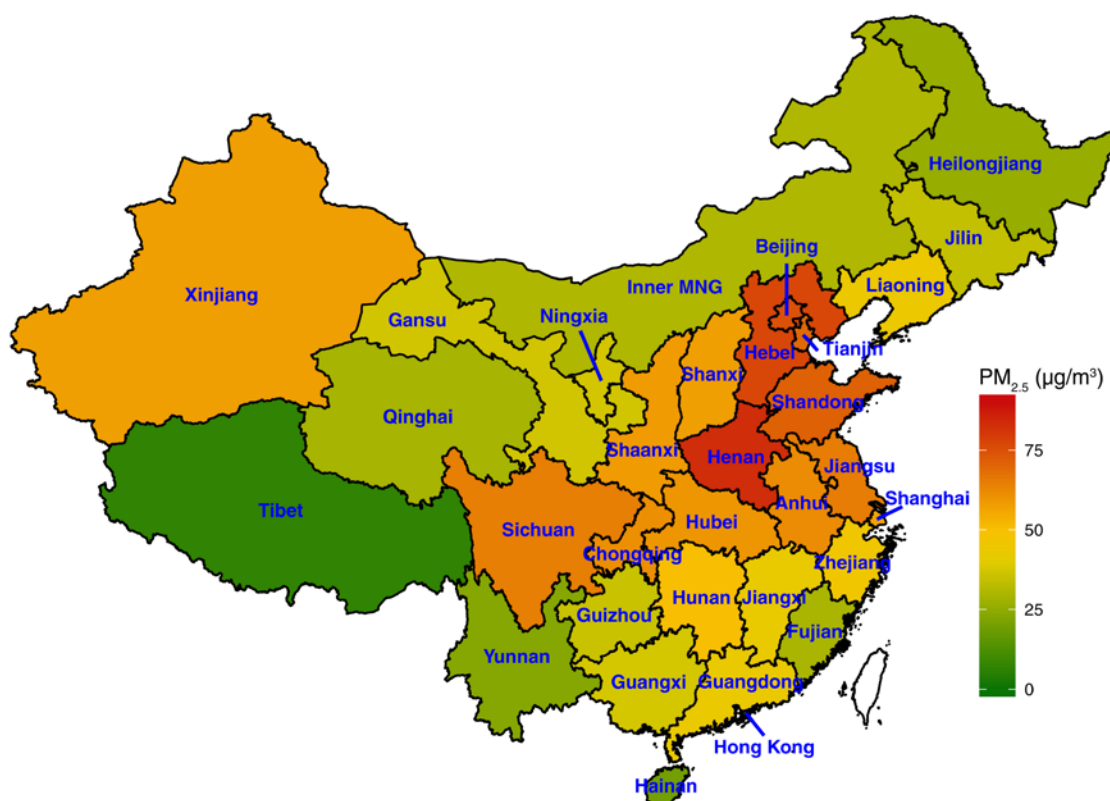 Heilongjiang
Jilin
Beijing
Liaoning
Inner MNG
Xinjiang
Ningxia
Gansu
Hebei
Tianjin
Shanxi
PM2.5 (µg/m³)
Shandong
Qinghai
75
Shaanxi
Henan
Jiangsu
Shanghai
Anhui
Tibet
Hubei
Sichuan
50
Chongqing
Zhejiang
Hunan
Jiangxi
25
Guizhou
Fujian
Yunnan
Guangxi
Guangdong
0
Hong Kong
Hainan